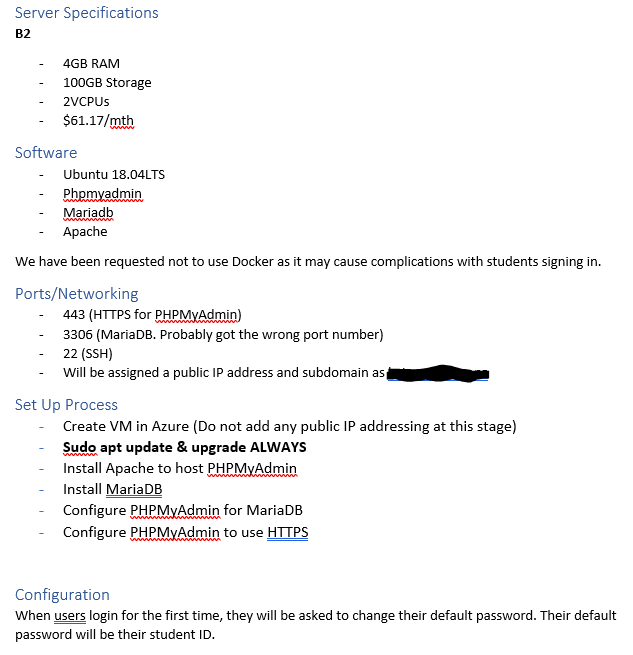 Server Specifications
B2
- 4GB RAM
- 100GB Storage
- 2VCPUs
- $61.17/mth
Software
- Ubuntu 18.04LTS
- Phpmyadmin
- Mariadb
- Apache
We have been requested not to use Docker as it may cause complications with students signing in.
Ports/Networking
- 443 (HTTPS for PHPMyAdmin)
- 3306 (MariaDB. Probably got the wrong port number)
- 22 (SSH)
- Will be assigned a public IP address and subdomain as
Set Up Process
- Create VM in Azure (Do not add any public IP addressing at this stage)
- Sudo apt update & upgrade ALWAYS
- Install Apache to host PHPMyAdmin
- Install MariaDB
- Configure PHPMyAdmin for MariaDB
- Configure PHPMyAdmin to use HTTPS
Configuration
When users login for the first time, they will be asked to change their default password. Their default
password will be their student ID.